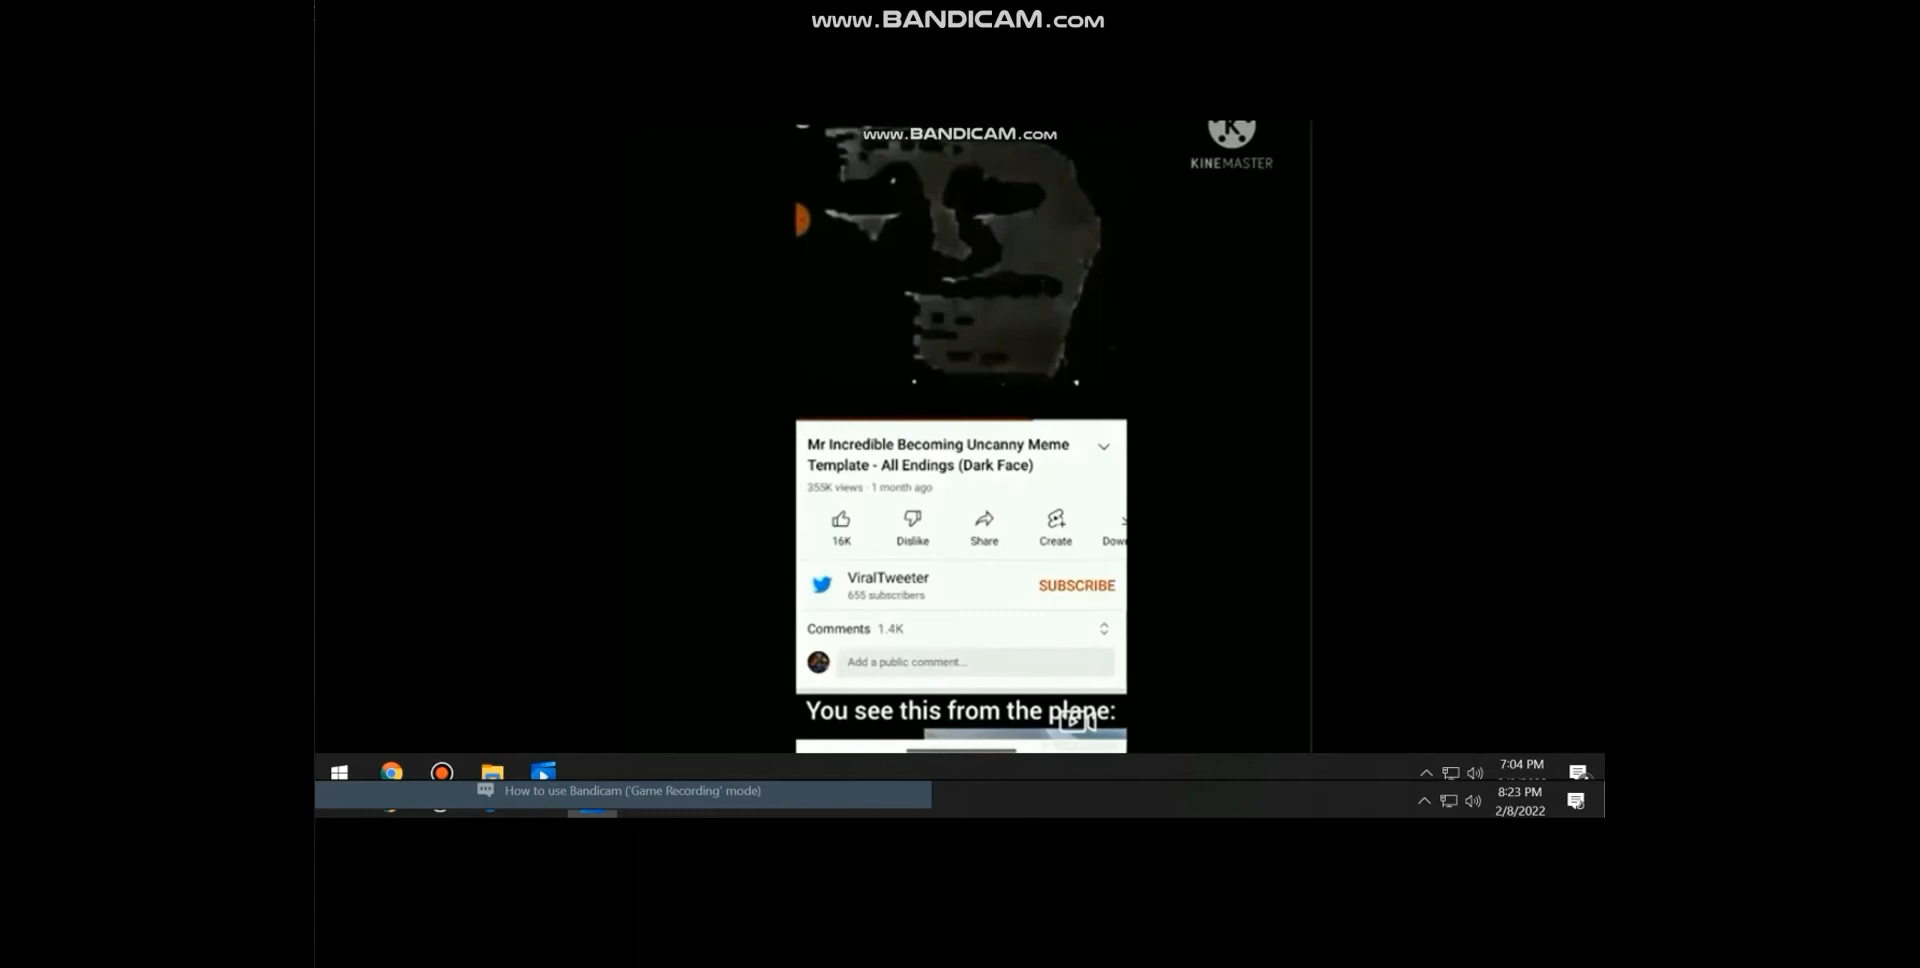 www.BANDICAM.com
www.BANDICAM.com
KINEMASTER
Mr Incredible Becoming Uncanny Meme
Template - All Endings (Dark Face)
355K views · 1 month ago
16K
Dislike
Share
Create
Down
ViralTweeter
655 subscribers
SUBSCRIBE
Comments 1.4K
Add a public comment...
You see this from the plane:
7:04 PM
How to use Bandicam ('Game Recording' mode)
8:23 PM
2/8/2022